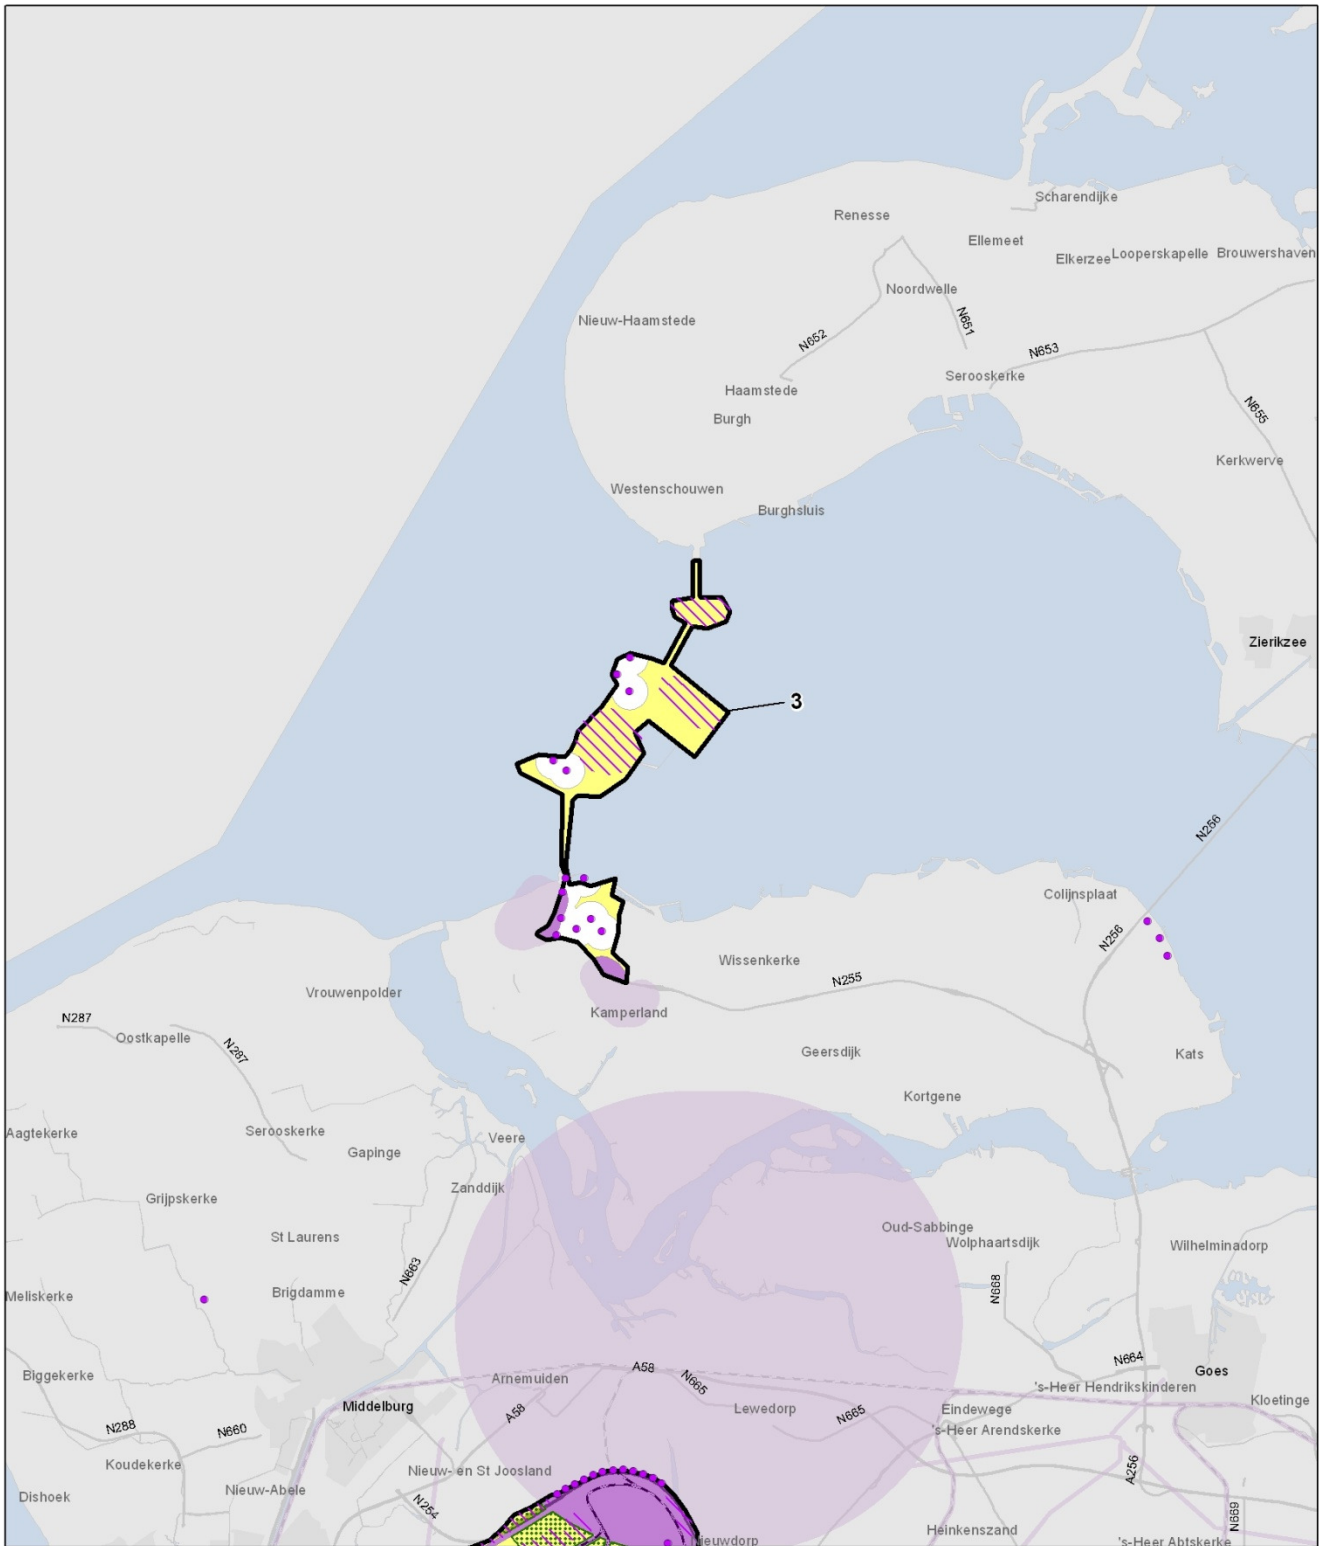 Scharendijke
Renesse
Ellemeet
Elkerzee
Looperskapelle
Brouwershaven
Noordwelle
Nieuw-Haamstede
N651
N652
N653
Serooskerke
Haamstede
N655
Burgh
Kerkwerve
Westenschouwen
Burghsluis
Zierikzee
3
N256
Colijnsplaat
N256
Wissenkerke
N255
Vrouwenpolder
Kamperland
N287
Oostkapelle
N287
Geersdijk
Kats
Kortgene
Aagtekerke
Serooskerke
Veere
Gapinge
Zanddijk
Grijpskerke
Oud-Sabbinge
St Laurens
Wolphaartsdijk
Wilhelminadorp
N663
N668
Meliskerke
Brigdamme
N664
A58
Biggekerke
Arnemuiden
N665
Goes
's-Heer Hendrikskinderen
Kloetinge
Middelburg
A58
Lewedorp
N665
Eindewege
N288
N660
's-Heer Arendskerke
Koudekerke
Nieuw- en St Joosland
A256
Nieuw-Abele
Dishoek
N254
N669
Heinkenszand
ieuwdorp
's-Heer Abtskerke